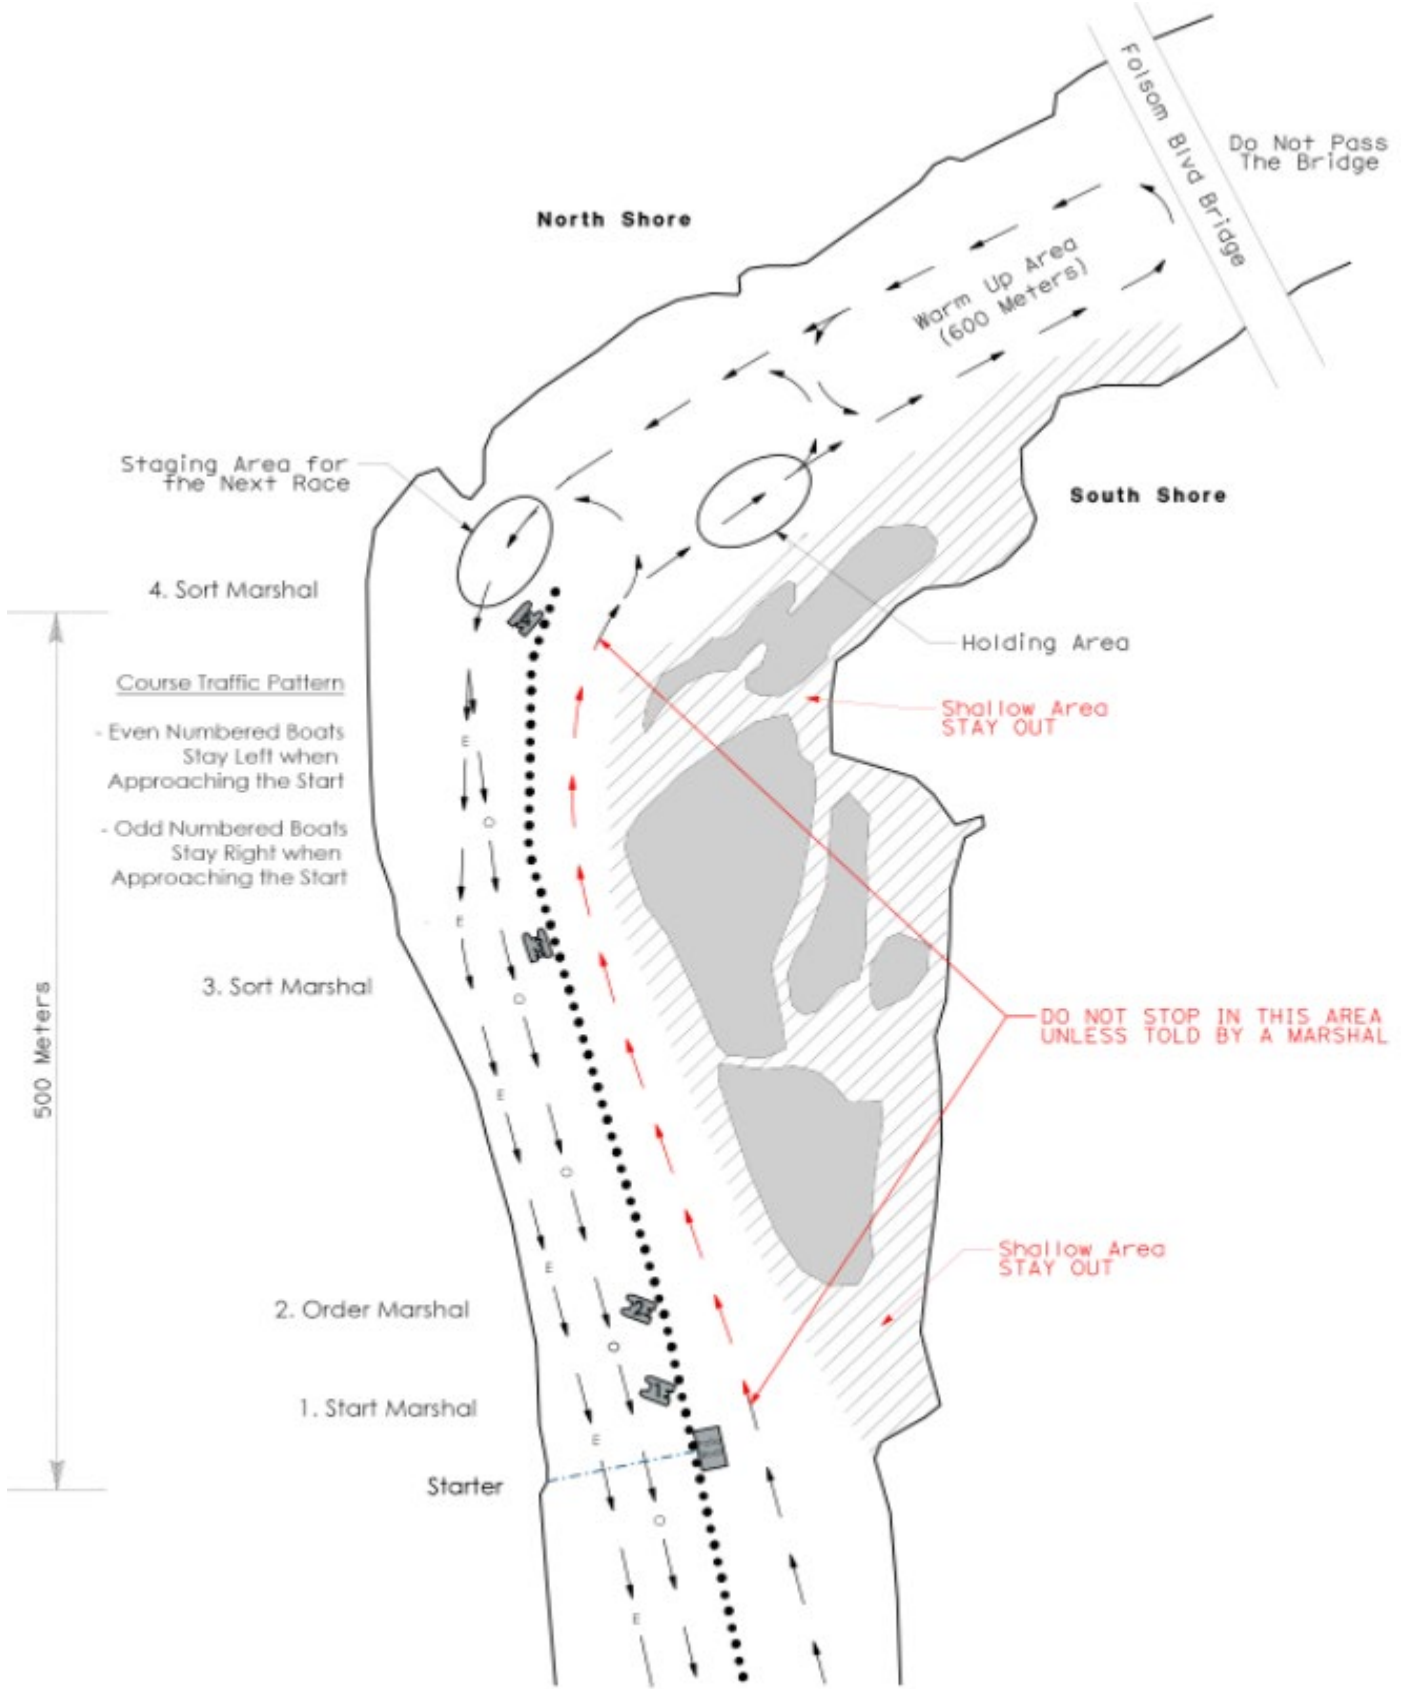 Folsom Blvd Bridge
Do Not Pass
The Bridge
North Shore
Warm Up Area
(600 Meters)
Staging Area for
the Next Race
South Shore
4. Sort Marshal
Holding Area
Course Traffic Pattern
Shallow Area
STAY OUT
- Even Numbered Boats
Stay Left when
Approaching the Start
E
- Odd Numbered Boats
Stay Right when
Approaching the Start
O
E
3. Sort Marshal
O
DO NOT STOP IN THIS AREA
UNLESS TOLD BY A MARSHAL
500 Meters
E
O
Shallow Area
STAY OUT
E
2. Order Marshal
O
1. Start Marshal
E
Starter
O
E